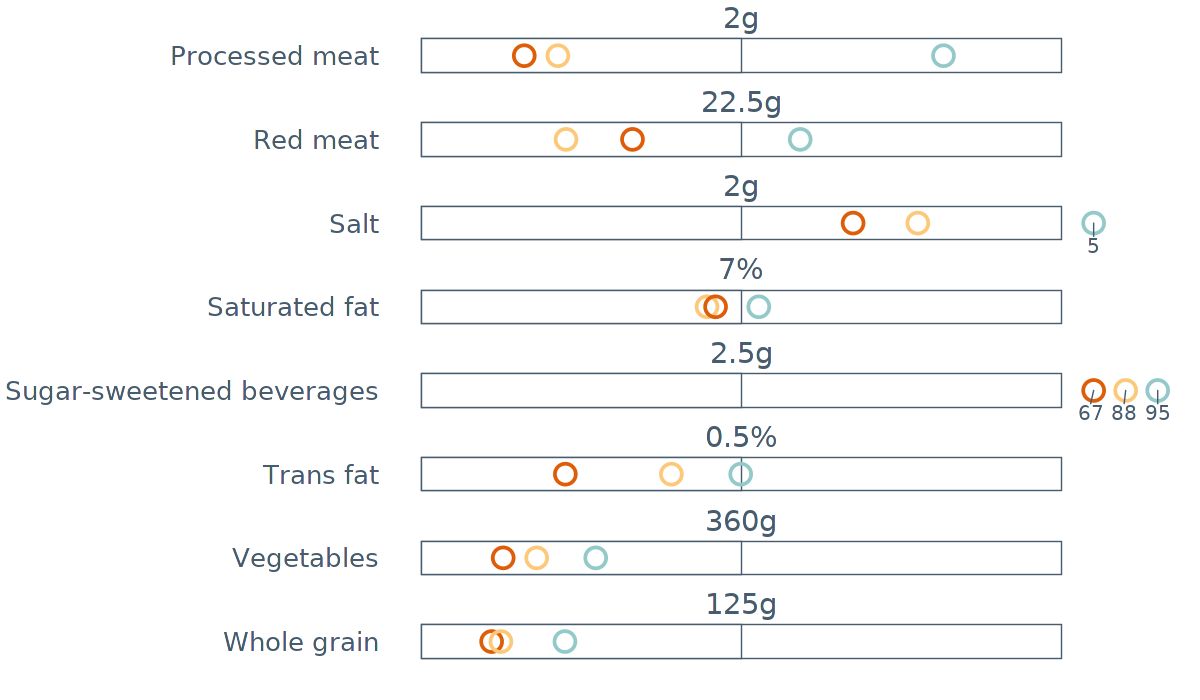 2g
Processed meat
22.5g
Red meat
2g
Salt
5
7%
Saturated fat
2.5g
Sugar-sweetened beverages
67 88 95
0.5%
Trans fat
360g
Vegetables
125g
Whole grain